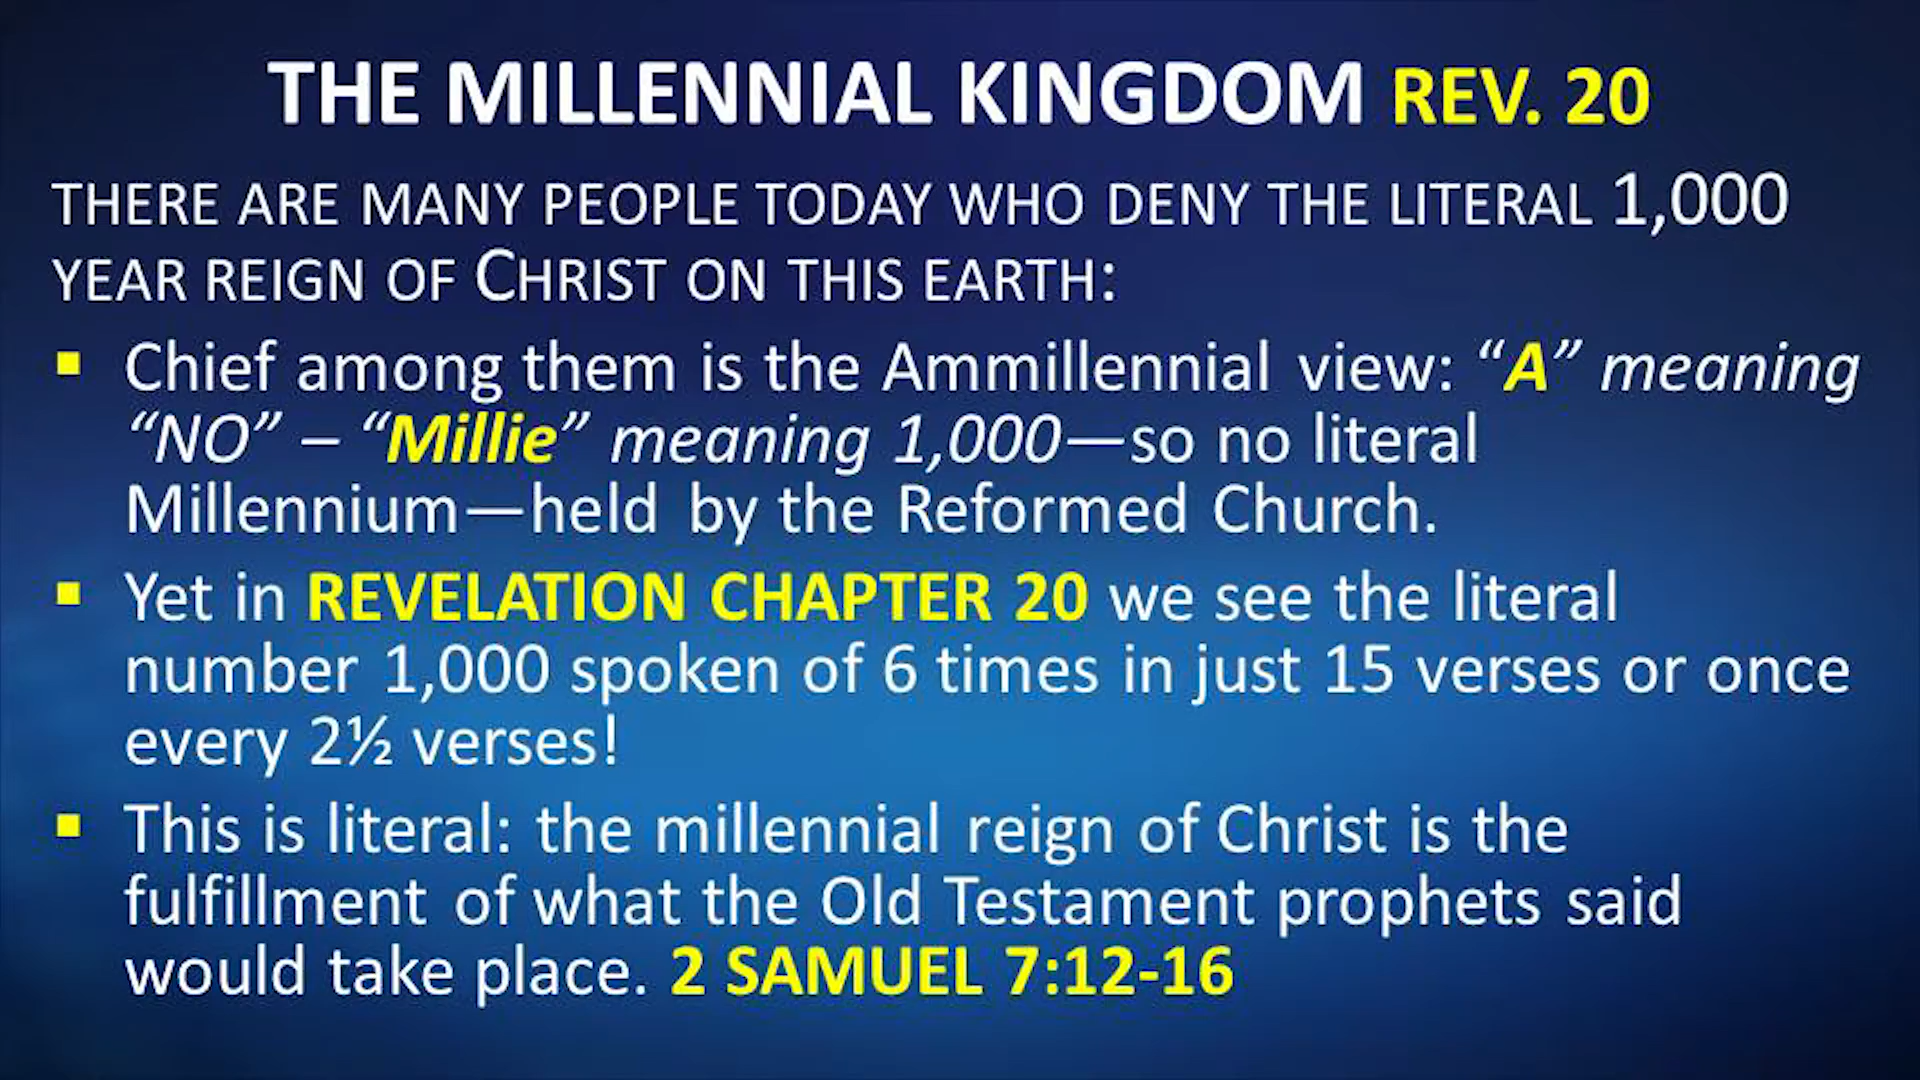 THE MILLENNIAL KINGDOM REV. 20
THERE ARE MANY PEOPLE TODAY WHO DENY THE LITERAL 1,000
YEAR REIGN OF CHRIST ON THIS EARTH:
▪ Chief among them is the Ammillennial view: “A” meaning
“NO” – “Millie” meaning 1,000—so no literal
Millennium—held by the Reformed Church.
▪ Yet in REVELATION CHAPTER 20 we see the literal
number 1,000 spoken of 6 times in just 15 verses or once
every 2½ verses!
▪ This is literal: the millennial reign of Christ is the
fulfillment of what the Old Testament prophets said
would take place. 2 SAMUEL 7:12-16